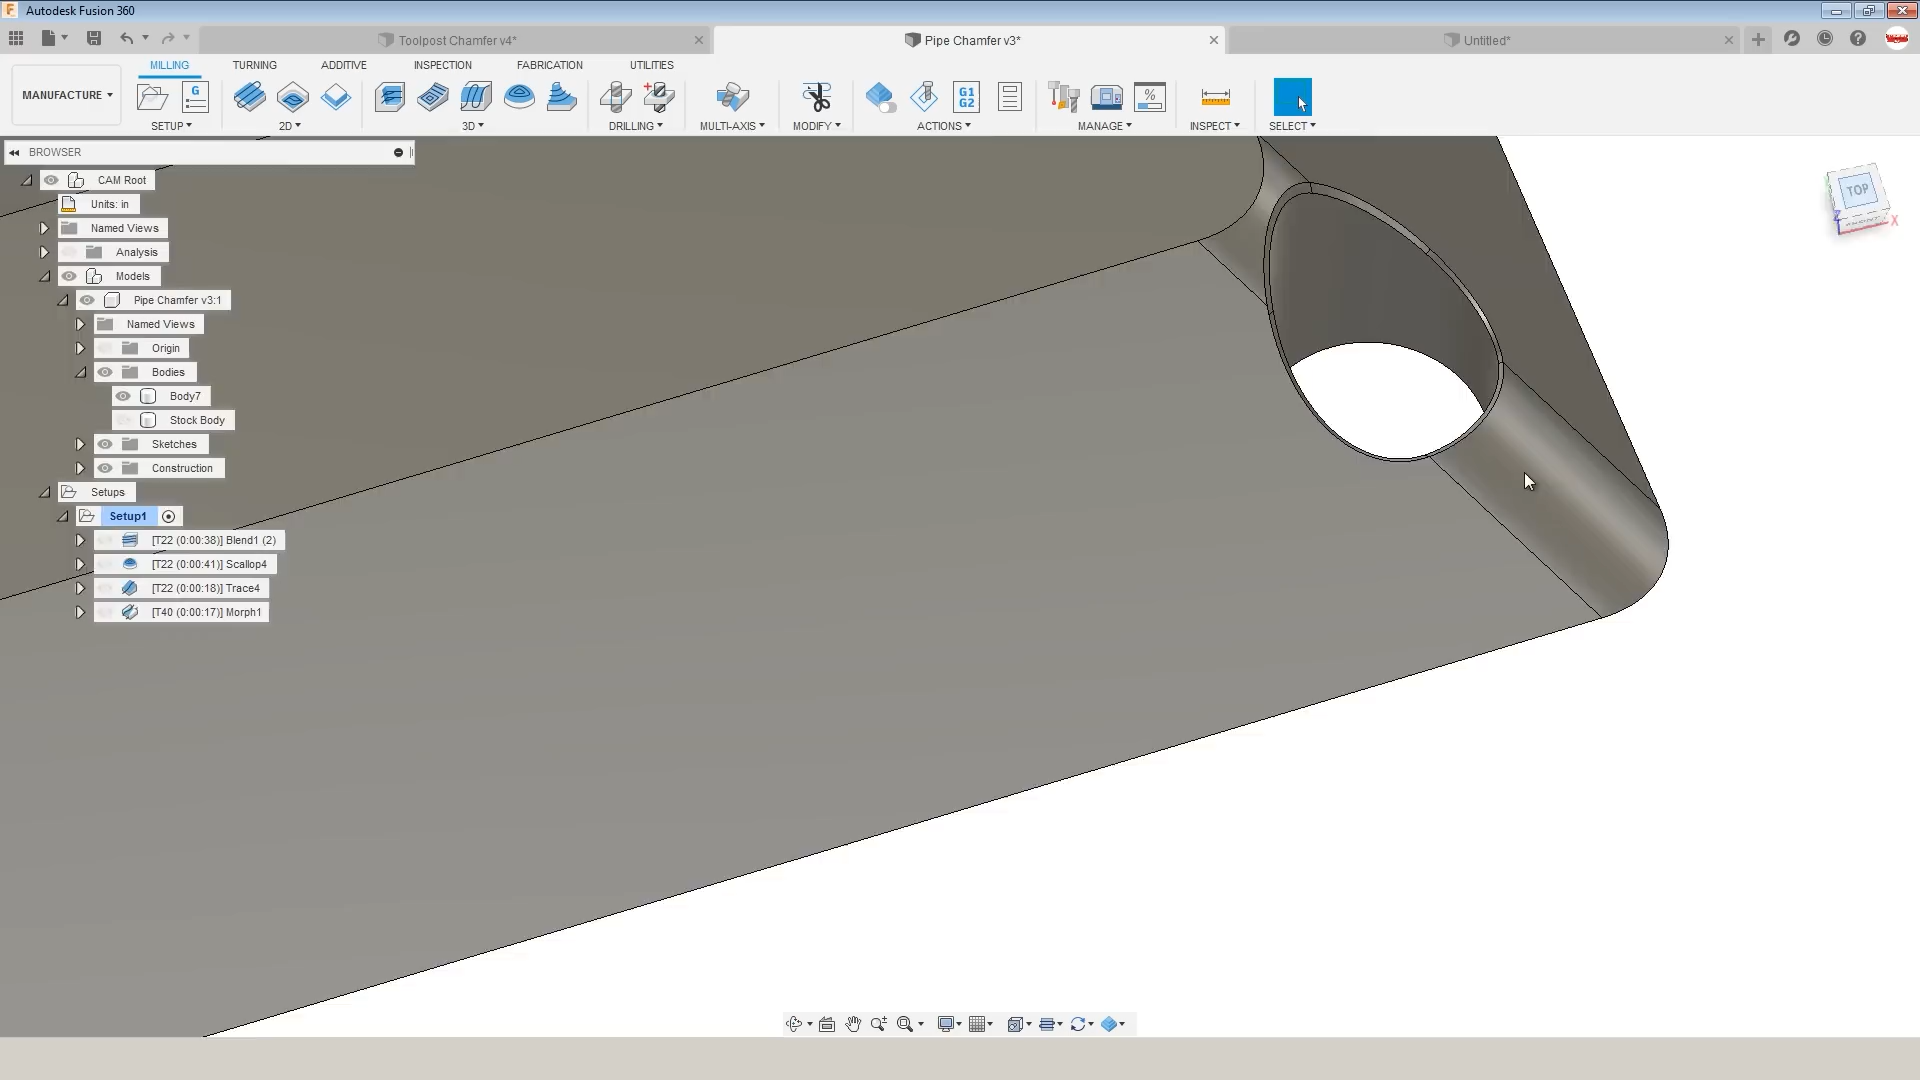 Autodesk Fusion 360
Toolpost Chamfer v4*
Pipe Chamfer v3*
Untitled*
MANUFACTURE
MILLING TURNING ADDITIVE INSPECTION FABRICATION UTILITIES
G
G1
G2
%
SETUP 2D 3D DRILLING MULTI-AXIS MODIFY ACTIONS MANAGE INSPECT SELECT
BROWSER
CAM Root
Units: in
Named Views
Analysis
Models
Pipe Chamfer v3:1
Named Views
Origin
Bodies
Body7
Stock Body
Sketches
Construction
Setups
Setup1
[T22 (0:00:38)] Blend1 (2)
[T22 (0:00:41)] Scallop4
[T22 (0:00:18)] Trace4
[T40 (0:00:17)] Morph1
TOP
Z
X